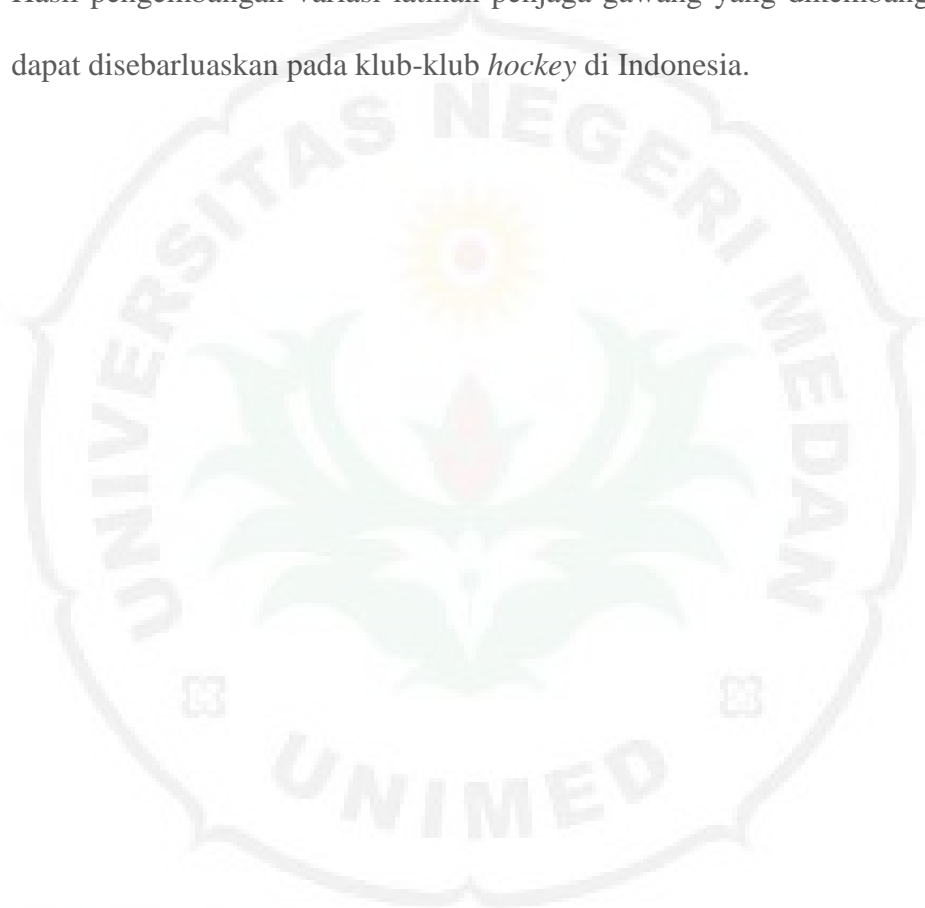 Hasil pengembangan variasi latihan penjaga gawang yang dikembang
dapat disebarluaskan pada klub-klub hockey di Indonesia.
UNIVERSITAS NEGERI MEDAN
UNIMED